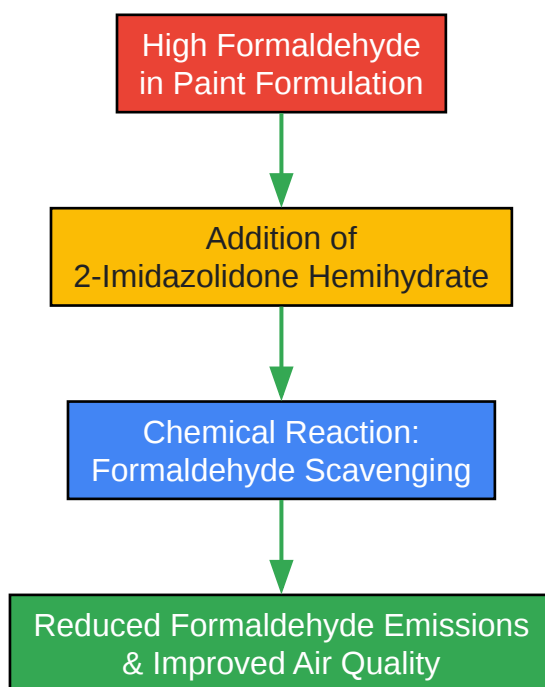 High Formaldehyde
in Paint Formulation
Addition of
2-Imidazolidone Hemihydrate
Chemical Reaction:
Formaldehyde Scavenging
Reduced Formaldehyde Emissions
& Improved Air Quality